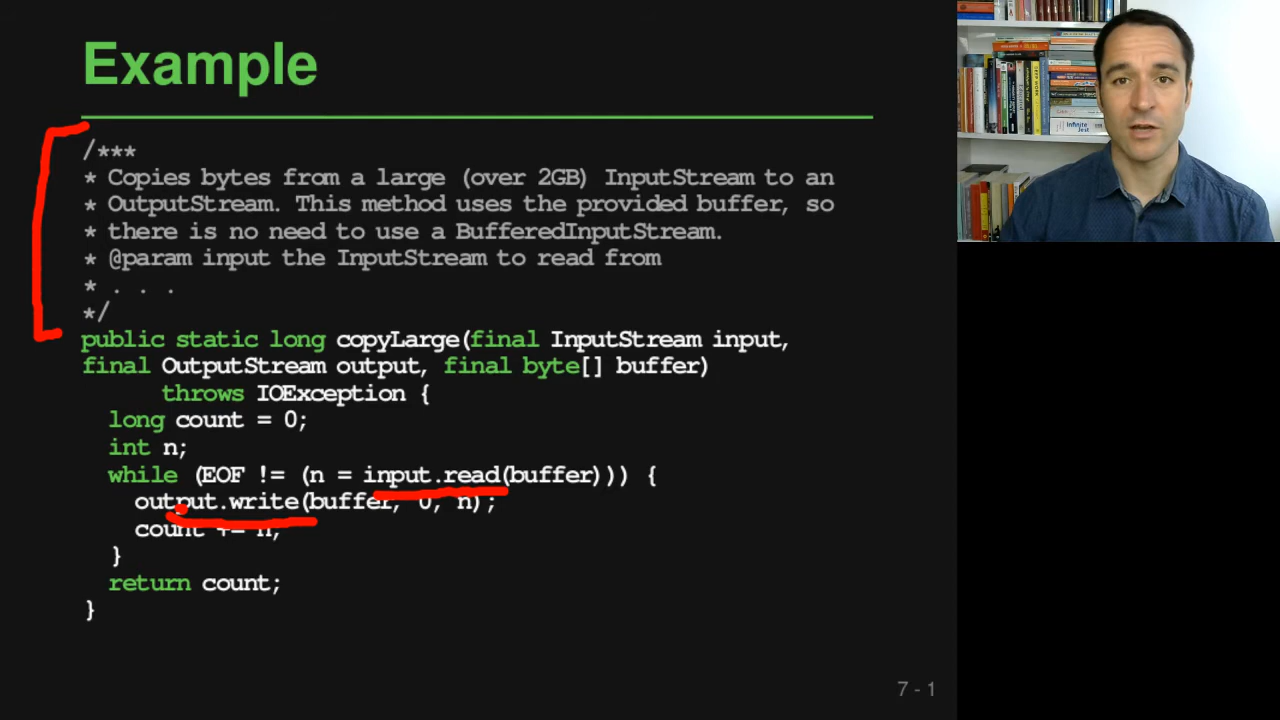 Example
/***
* Copies bytes from a large (over 2GB) InputStream to an
* OutputStream. This method uses the provided buffer, so
* there is no need to use a BufferedInputStream.
* @param input the InputStream to read from
* . . .
*/
public static long copyLarge(final InputStream input,
final OutputStream output, final byte[] buffer)
throws IOException {
long count = 0;
int n;
while (EOF != (n = input.read(buffer))) {
output.write(buffer, 0, n);
count += n;
}
return count;
}
7 - 1
Infinite
Jest